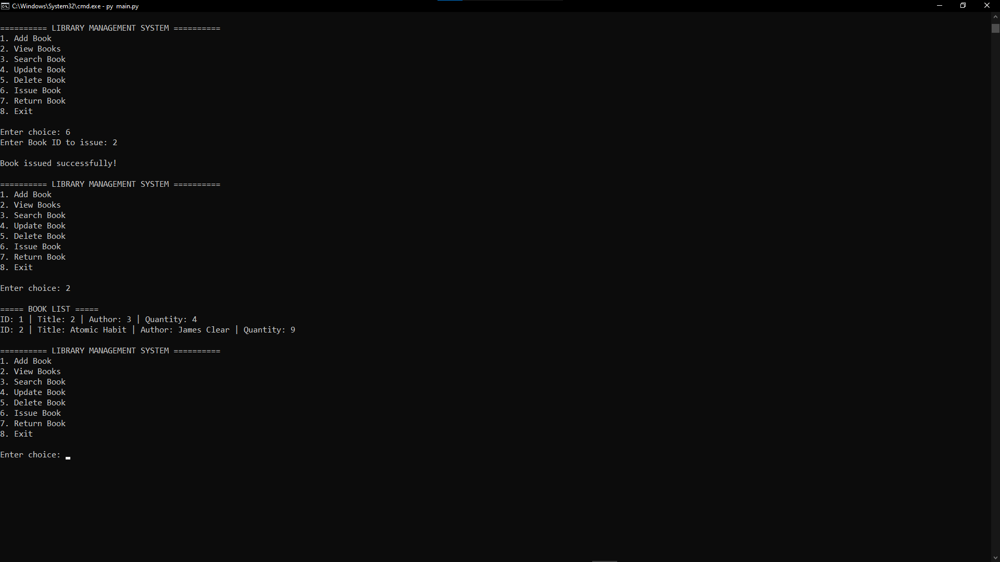 C:\Windows\System32\cmd.exe - py  main.py
========== LIBRARY MANAGEMENT SYSTEM ==========
1. Add Book
2. View Books
3. Search Book
4. Update Book
5. Delete Book
6. Issue Book
7. Return Book
8. Exit
Enter choice: 6
Enter Book ID to issue: 2
Book issued successfully!
========== LIBRARY MANAGEMENT SYSTEM ==========
1. Add Book
2. View Books
3. Search Book
4. Update Book
5. Delete Book
6. Issue Book
7. Return Book
8. Exit
Enter choice: 2
===== BOOK LIST =====
ID: 1 | Title: 2 | Author: 3 | Quantity: 4
ID: 2 | Title: Atomic Habit | Author: James Clear | Quantity: 9
========== LIBRARY MANAGEMENT SYSTEM ==========
1. Add Book
2. View Books
3. Search Book
4. Update Book
5. Delete Book
6. Issue Book
7. Return Book
8. Exit
Enter choice: